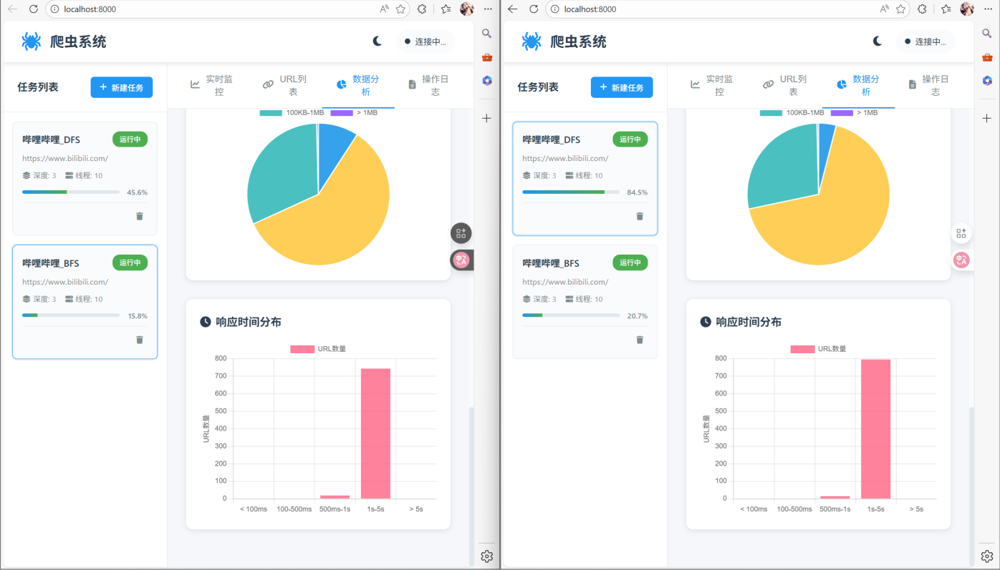 localhost:8000
爬虫系统
连接中...
任务列表
+ 新建任务
实时监
控
URL列
表
数据分
析
操作日
志
哔哩哔哩_DFS
运行中
https://www.bilibili.com/
深度: 3
线程: 10
45.6%
哔哩哔哩_BFS
运行中
https://www.bilibili.com/
深度: 3
线程: 10
15.8%
100KB-1MB
> 1MB
响应时间分布
URL数量
URL数量
800
700
600
500
400
300
200
100
0
< 100ms
100-500ms
500ms-1s
1s-5s
> 5s
localhost:8000
爬虫系统
连接中...
任务列表
+ 新建任务
实时监
控
URL列
表
数据分
析
操作日
志
哔哩哔哩_DFS
运行中
https://www.bilibili.com/
深度: 3
线程: 10
84.5%
哔哩哔哩_BFS
运行中
https://www.bilibili.com/
深度: 3
线程: 10
20.7%
100KB-1MB
> 1MB
响应时间分布
URL数量
URL数量
800
700
600
500
400
300
200
100
0
< 100ms
100-500ms
500ms-1s
1s-5s
> 5s